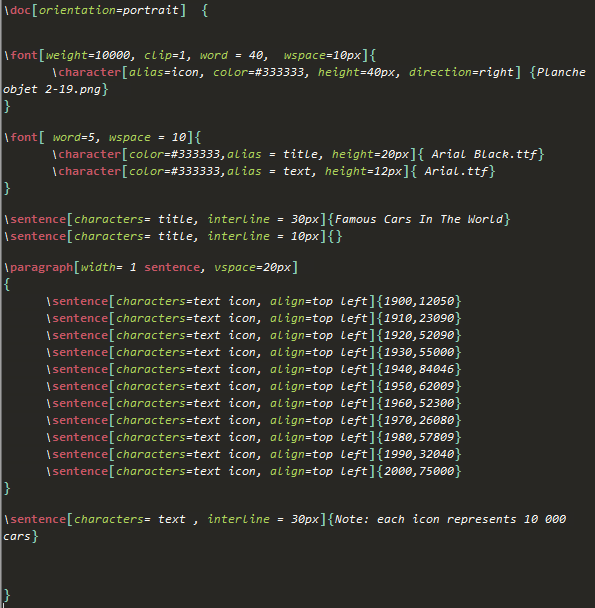 \doc[orientation=portrait]  {
\font[weight=10000, clip=1, word = 40,  wspace=10px]{
\character[alias=icon, color=#333333, height=40px, direction=right] {Planche
objet 2-19.png}
}
\font[ word=5, wspace = 10]{
\character[color=#333333,alias = title, height=20px]{ Arial Black.ttf}
\character[color=#333333,alias = text, height=12px]{ Arial.ttf}
}
\sentence[characters= title, interline = 30px]{Famous Cars In The World}
\sentence[characters= title, interline = 10px]{}
\paragraph[width= 1 sentence, vspace=20px]
{
\sentence[characters=text icon, align=top left]{1900,12050}
\sentence[characters=text icon, align=top left]{1910,23090}
\sentence[characters=text icon, align=top left]{1920,52090}
\sentence[characters=text icon, align=top left]{1930,55000}
\sentence[characters=text icon, align=top left]{1940,84046}
\sentence[characters=text icon, align=top left]{1950,62009}
\sentence[characters=text icon, align=top left]{1960,52300}
\sentence[characters=text icon, align=top left]{1970,26080}
\sentence[characters=text icon, align=top left]{1980,57809}
\sentence[characters=text icon, align=top left]{1990,32040}
\sentence[characters=text icon, align=top left]{2000,75000}
}
\sentence[characters= text , interline = 30px]{Note: each icon represents 10 000
cars}
}